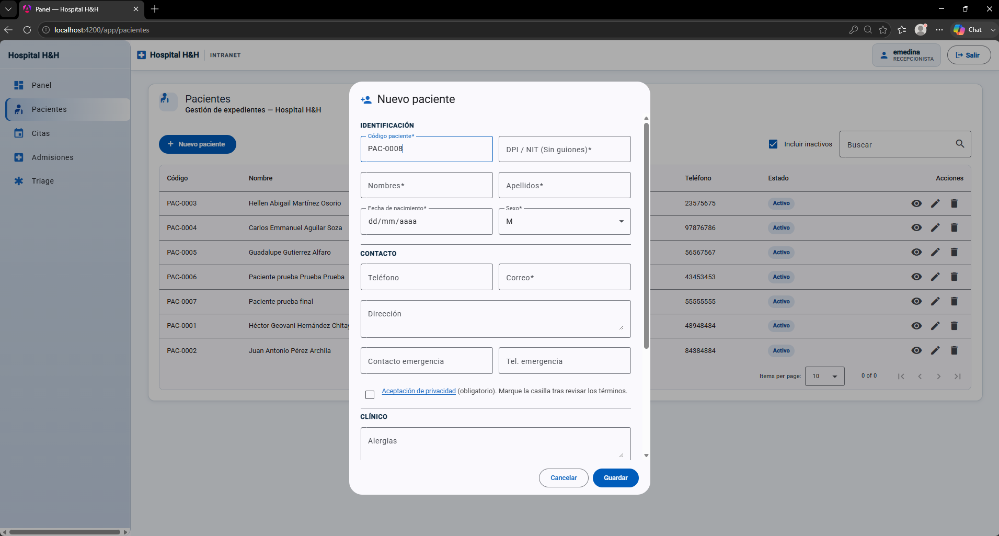 Panel — Hospital H&H
localhost:4200/app/pacientes
Chat
Hospital H&H
Hospital H&H
INTRANET
emedina
RECEPCIONISTA
Salir
Panel
Pacientes
Citas
Admisiones
Triage
Pacientes
Gestión de expedientes — Hospital H&H
+ Nuevo paciente
Incluir inactivos
Buscar
Código Nombre Teléfono Estado Acciones
PAC-0003 Hellen Abigail Martínez Osorio 23575675 Activo
PAC-0004 Carlos Emmanuel Aguilar Soza 97876786 Activo
PAC-0005 Guadalupe Gutierrez Alfaro 56567567 Activo
PAC-0006 Paciente prueba Prueba Prueba 43453453 Activo
PAC-0007 Paciente prueba final 55555555 Activo
PAC-0001 Héctor Geovani Hernández Chitay 48948484 Activo
PAC-0002 Juan Antonio Pérez Archila 84384884 Activo
Items per page: 10 0 of 0
Nuevo paciente
IDENTIFICACIÓN
Código paciente*
PAC-0008
DPI / NIT (Sin guiones)*
Nombres*
Apellidos*
Fecha de nacimiento*
dd/mm/aaaa
Sexo*
M
CONTACTO
Teléfono
Correo*
Dirección
Contacto emergencia
Tel. emergencia
Aceptación de privacidad (obligatorio). Marque la casilla tras revisar los términos.
CLÍNICO
Alergias
Cancelar
Guardar